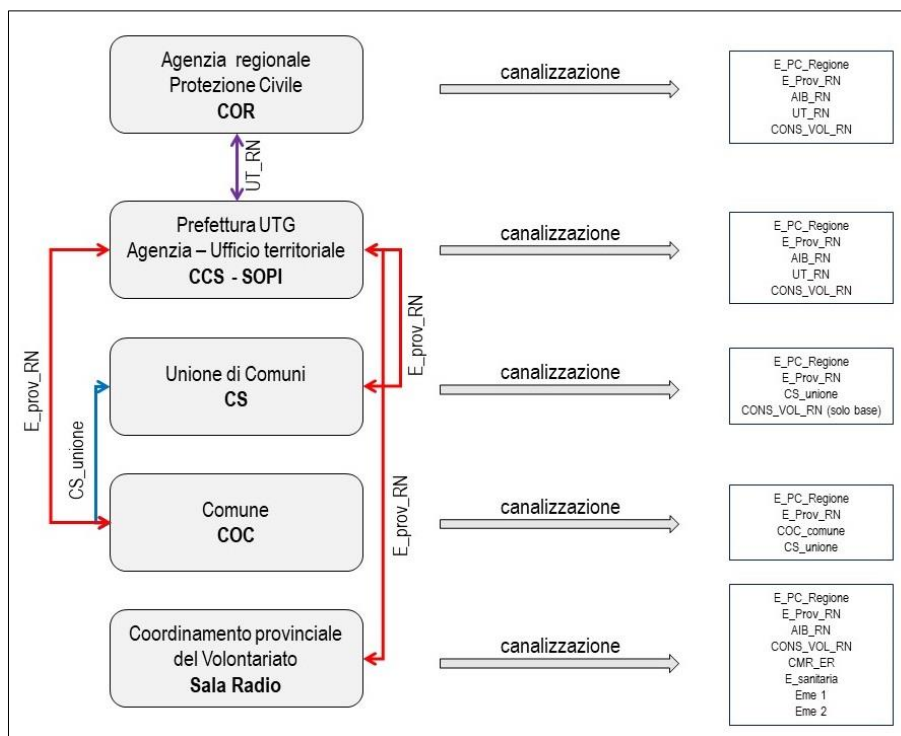 Agenzia regionale
Protezione Civile
COR
canalizzazione
E_PC_Regione
E_Prov_RN
AIB_RN
UT_RN
CONS_VOL_RN
UT_RN
Prefettura UTG
Agenzia – Ufficio territoriale
CCS - SOPI
canalizzazione
E_PC_Regione
E_Prov_RN
AIB_RN
UT_RN
CONS_VOL_RN
E_prov_RN
E_prov_RN
Unione di Comuni
CS
canalizzazione
E_PC_Regione
E_Prov_RN
CS_unione
CONS_VOL_RN (solo base)
CS_unione
E_prov_RN
Comune
COC
canalizzazione
E_PC_Regione
E_Prov_RN
COC_comune
CS_unione
Coordinamento provinciale
del Volontariato
Sala Radio
canalizzazione
E_PC_Regione
E_Prov_RN
AIB_RN
CONS_VOL_RN
CMR_ER
E_sanitaria
Eme 1
Eme 2